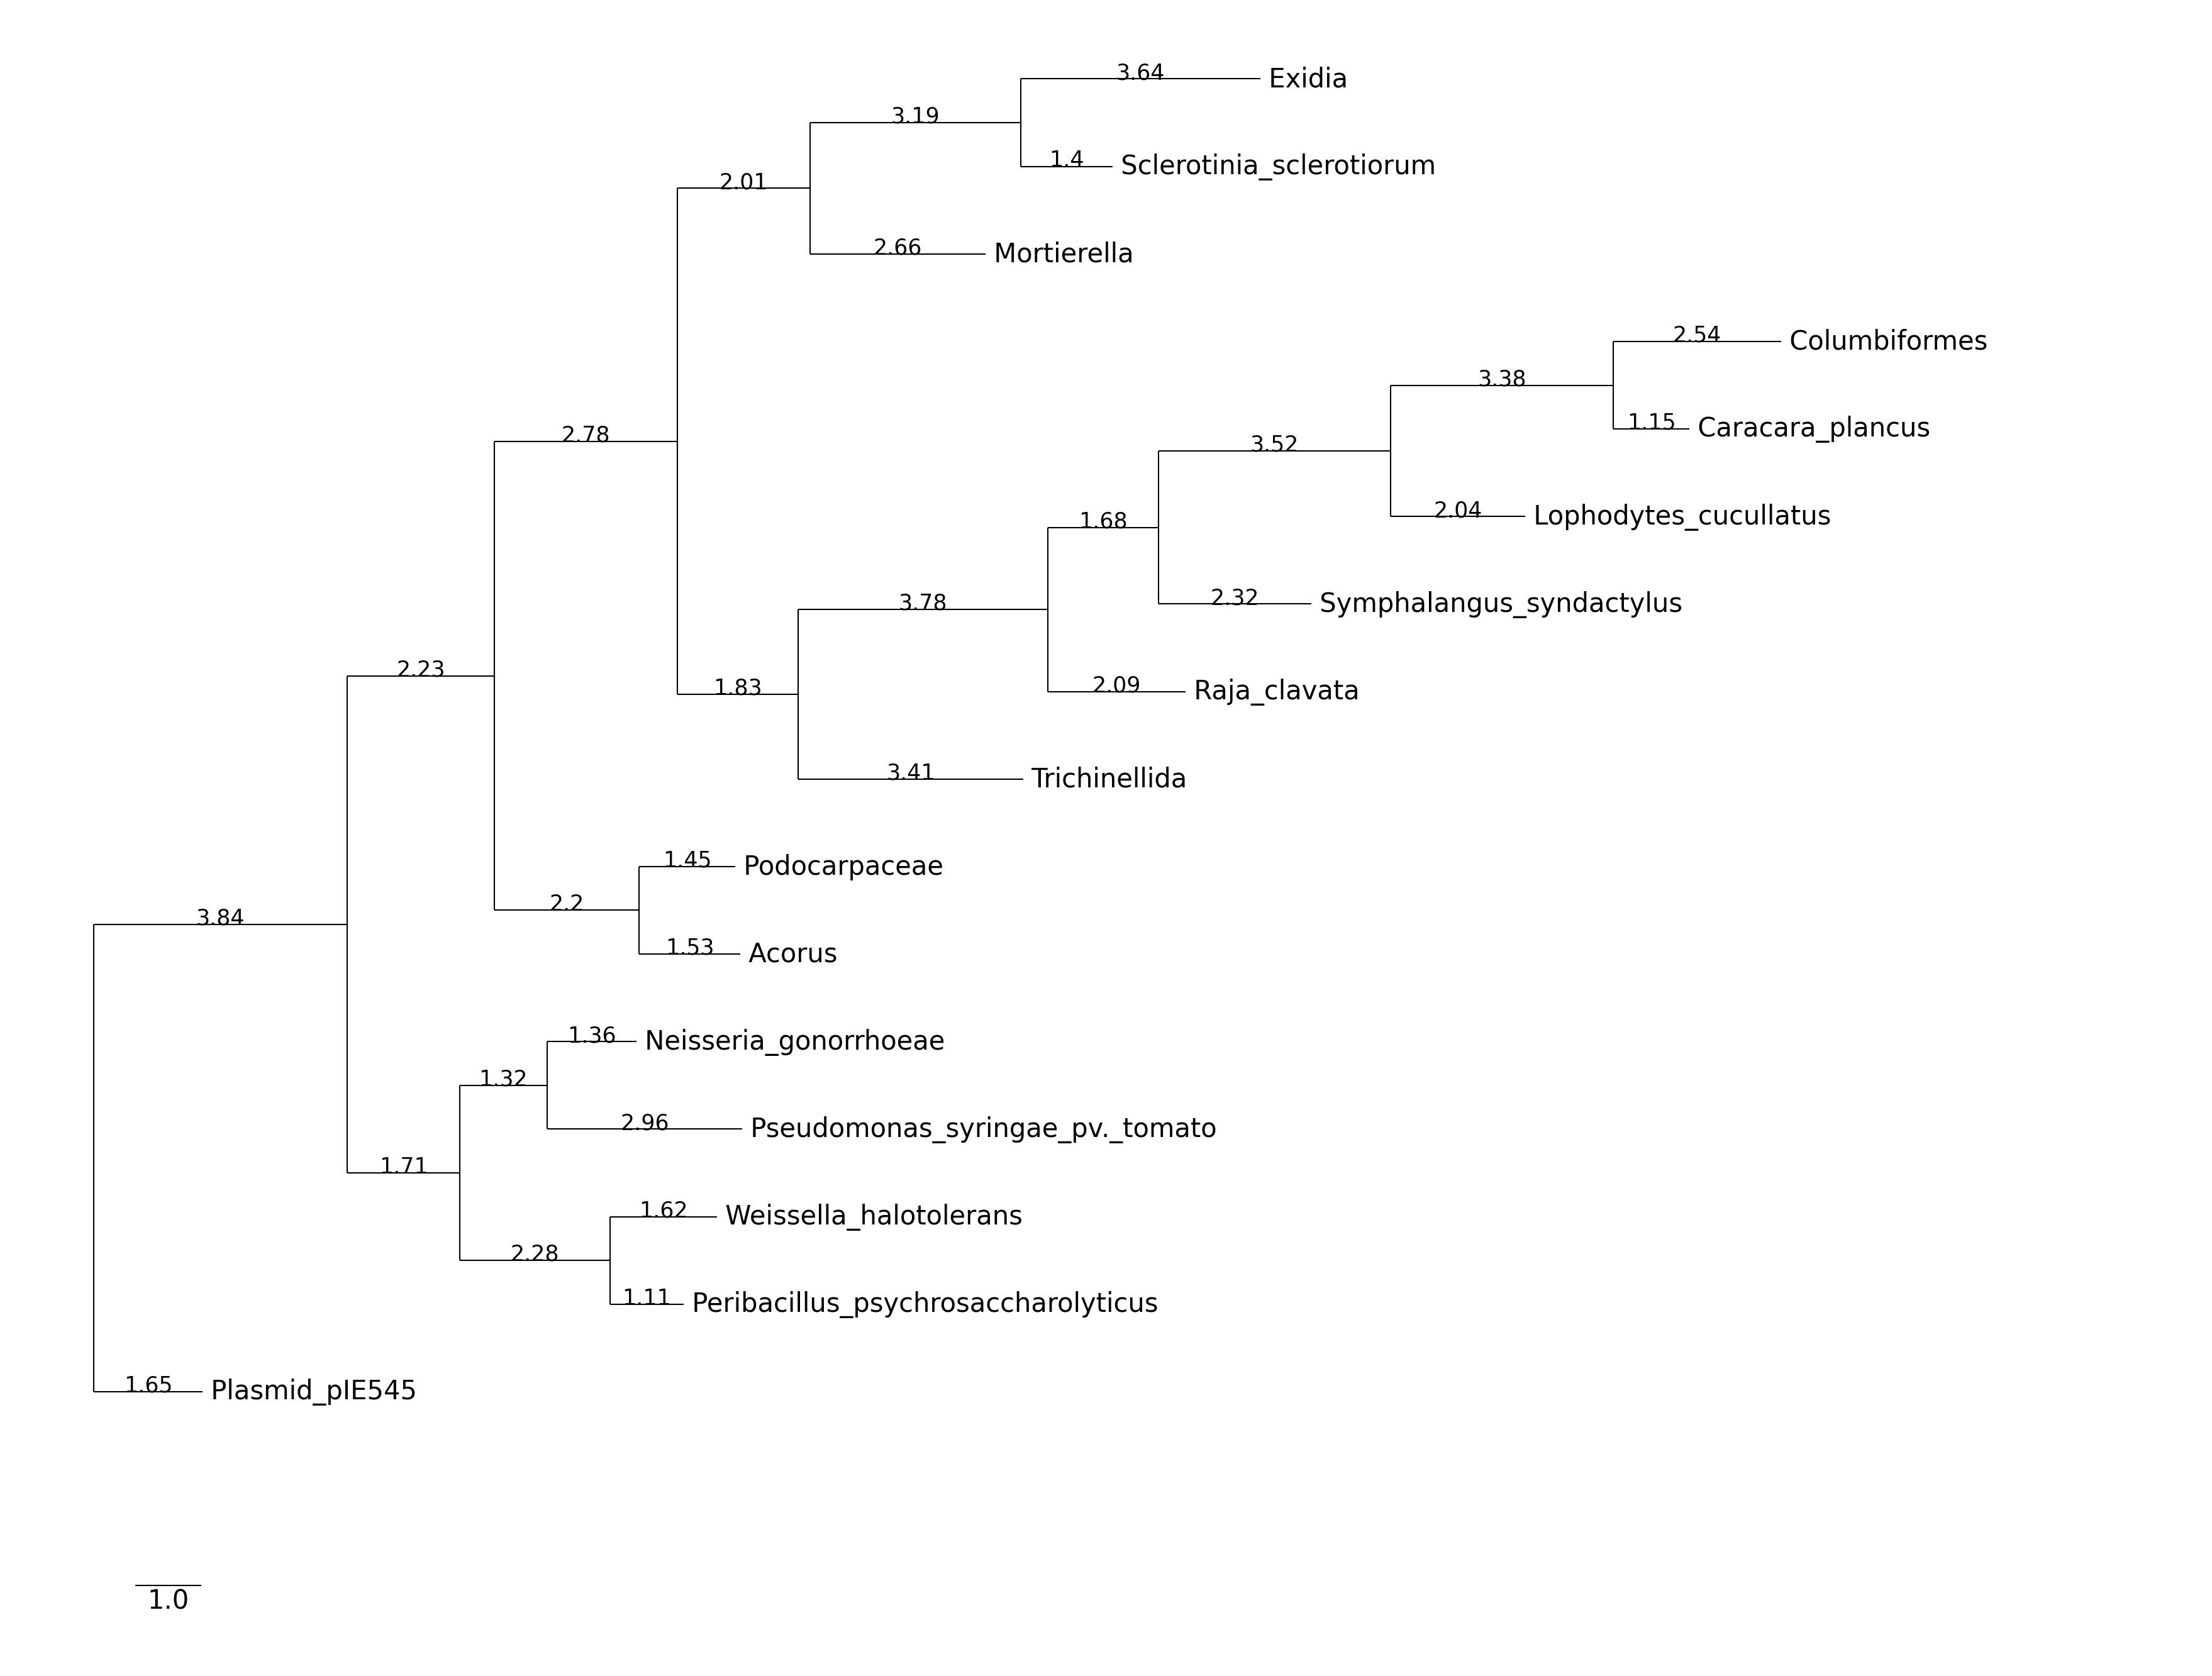 3.64 Exidia
3.19
1.4 Sclerotinia_sclerotiorum
2.01
2.66 Mortierella
2.54 Columbiformes
3.38
1.15 Caracara_plancus
2.78
3.52
2.04 Lophodytes_cucullatus
1.68
2.32 Symphalangus_syndactylus
3.78
2.23
1.83
2.09 Raja_clavata
3.41 Trichinellida
1.45 Podocarpaceae
2.2
3.84
1.53 Acorus
1.36 Neisseria_gonorrhoeae
1.32
2.96 Pseudomonas_syringae_pv._tomato
1.71
1.62 Weissella_halotolerans
2.28
1.11 Peribacillus_psychrosaccharolyticus
1.65 Plasmid_pIE545
1.0